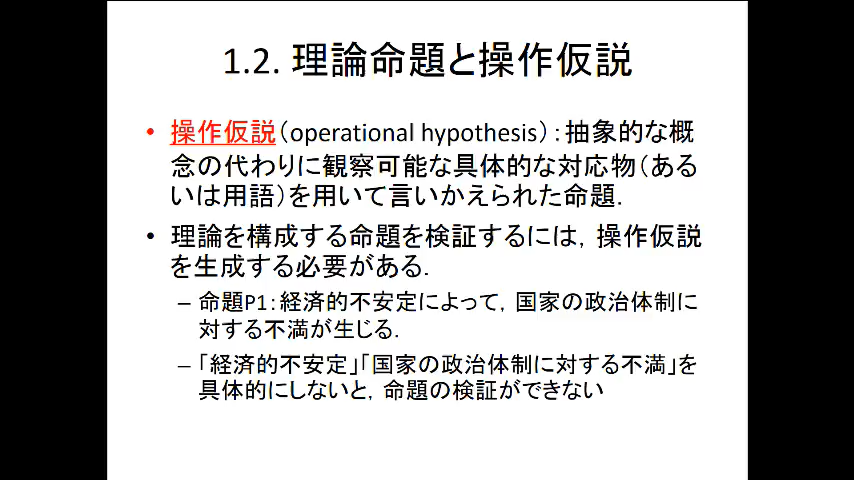 1.2. 理論命題と操作仮説
• 操作仮説（operational hypothesis）：抽象的な概
念の代わりに観察可能な具体的な対応物（ある
いは用語）を用いて言いかえられた命題．
• 理論を構成する命題を検証するには，操作仮説
を生成する必要がある．
– 命題P1：経済的不安定によって，国家の政治体制に
対する不満が生じる．
– 「経済的不安定」「国家の政治体制に対する不満」を
具体的にしないと，命題の検証ができない